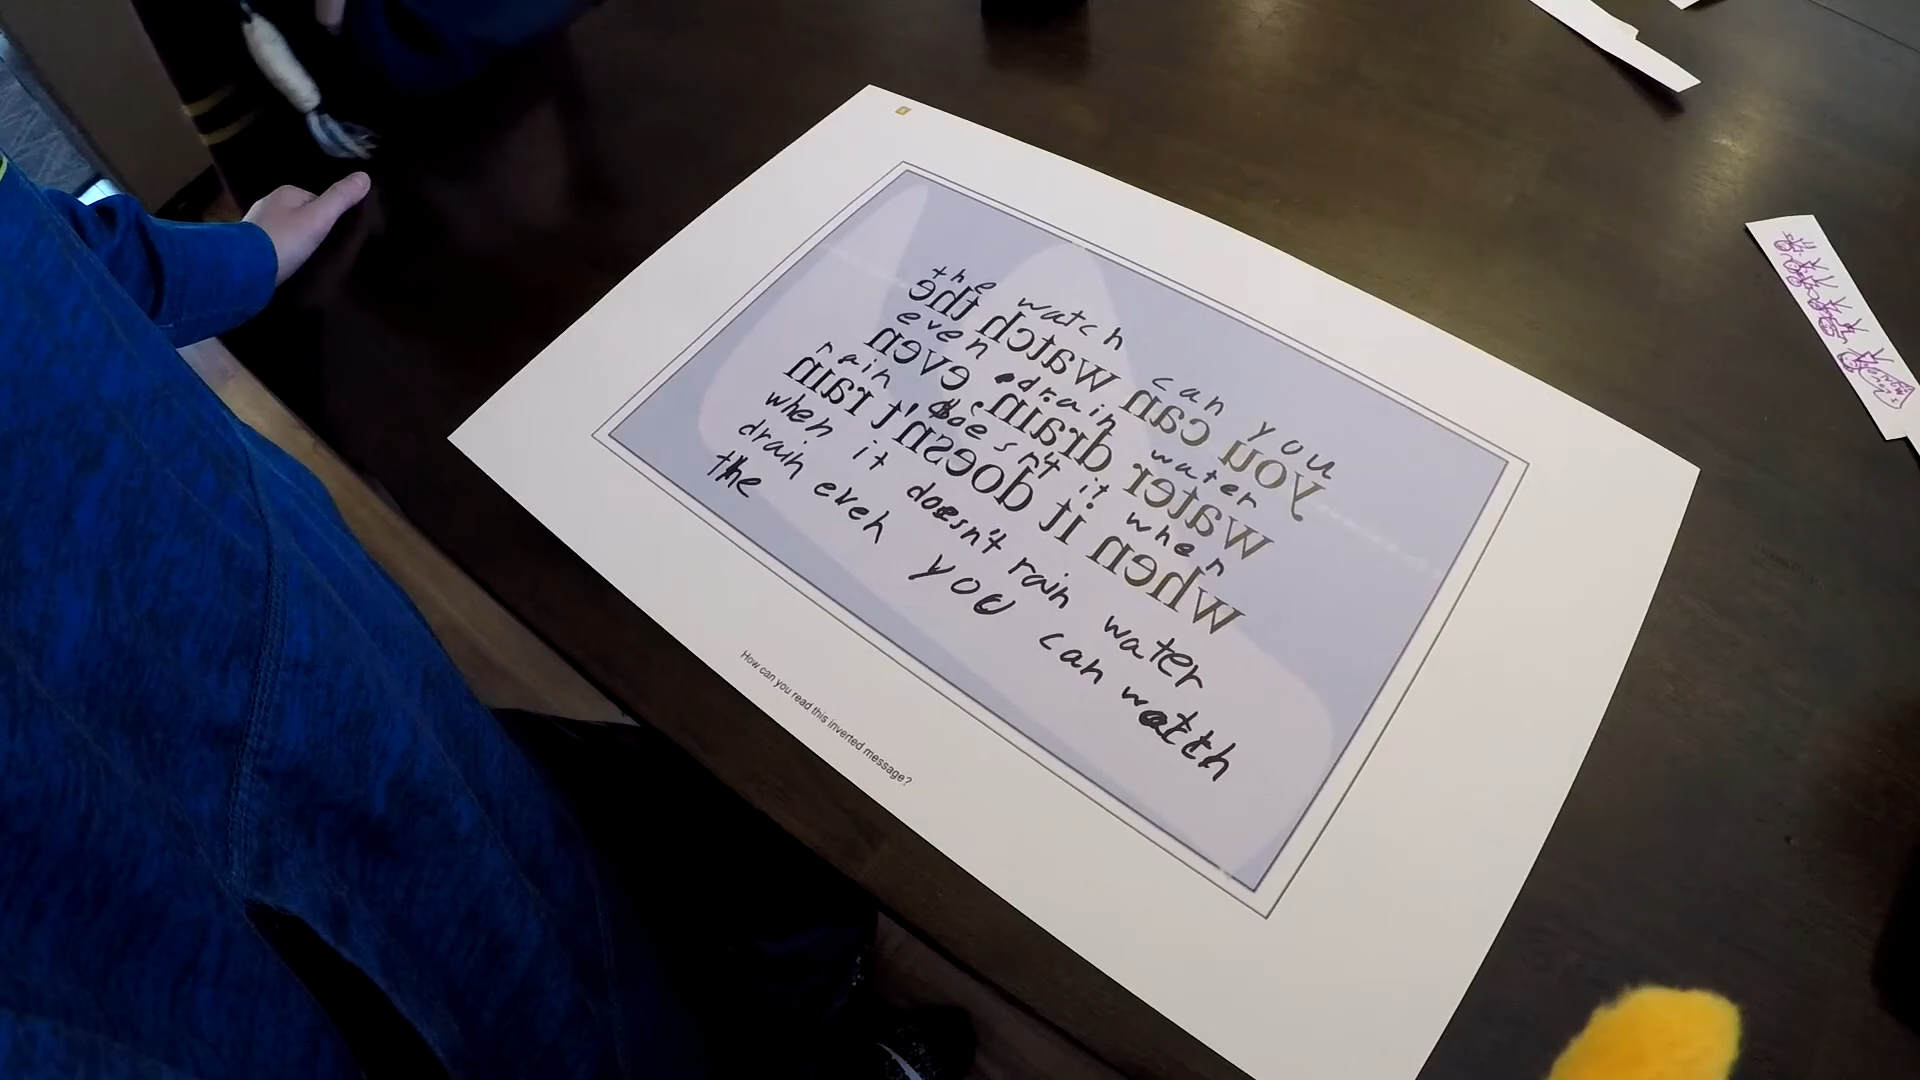 the watch can you
you can watch the
even drain water
water drain, even
rain doesn't it when
when it doesn't rain
when it doesn't rain water
drain even you can watch
the
How can you read this inverted message?